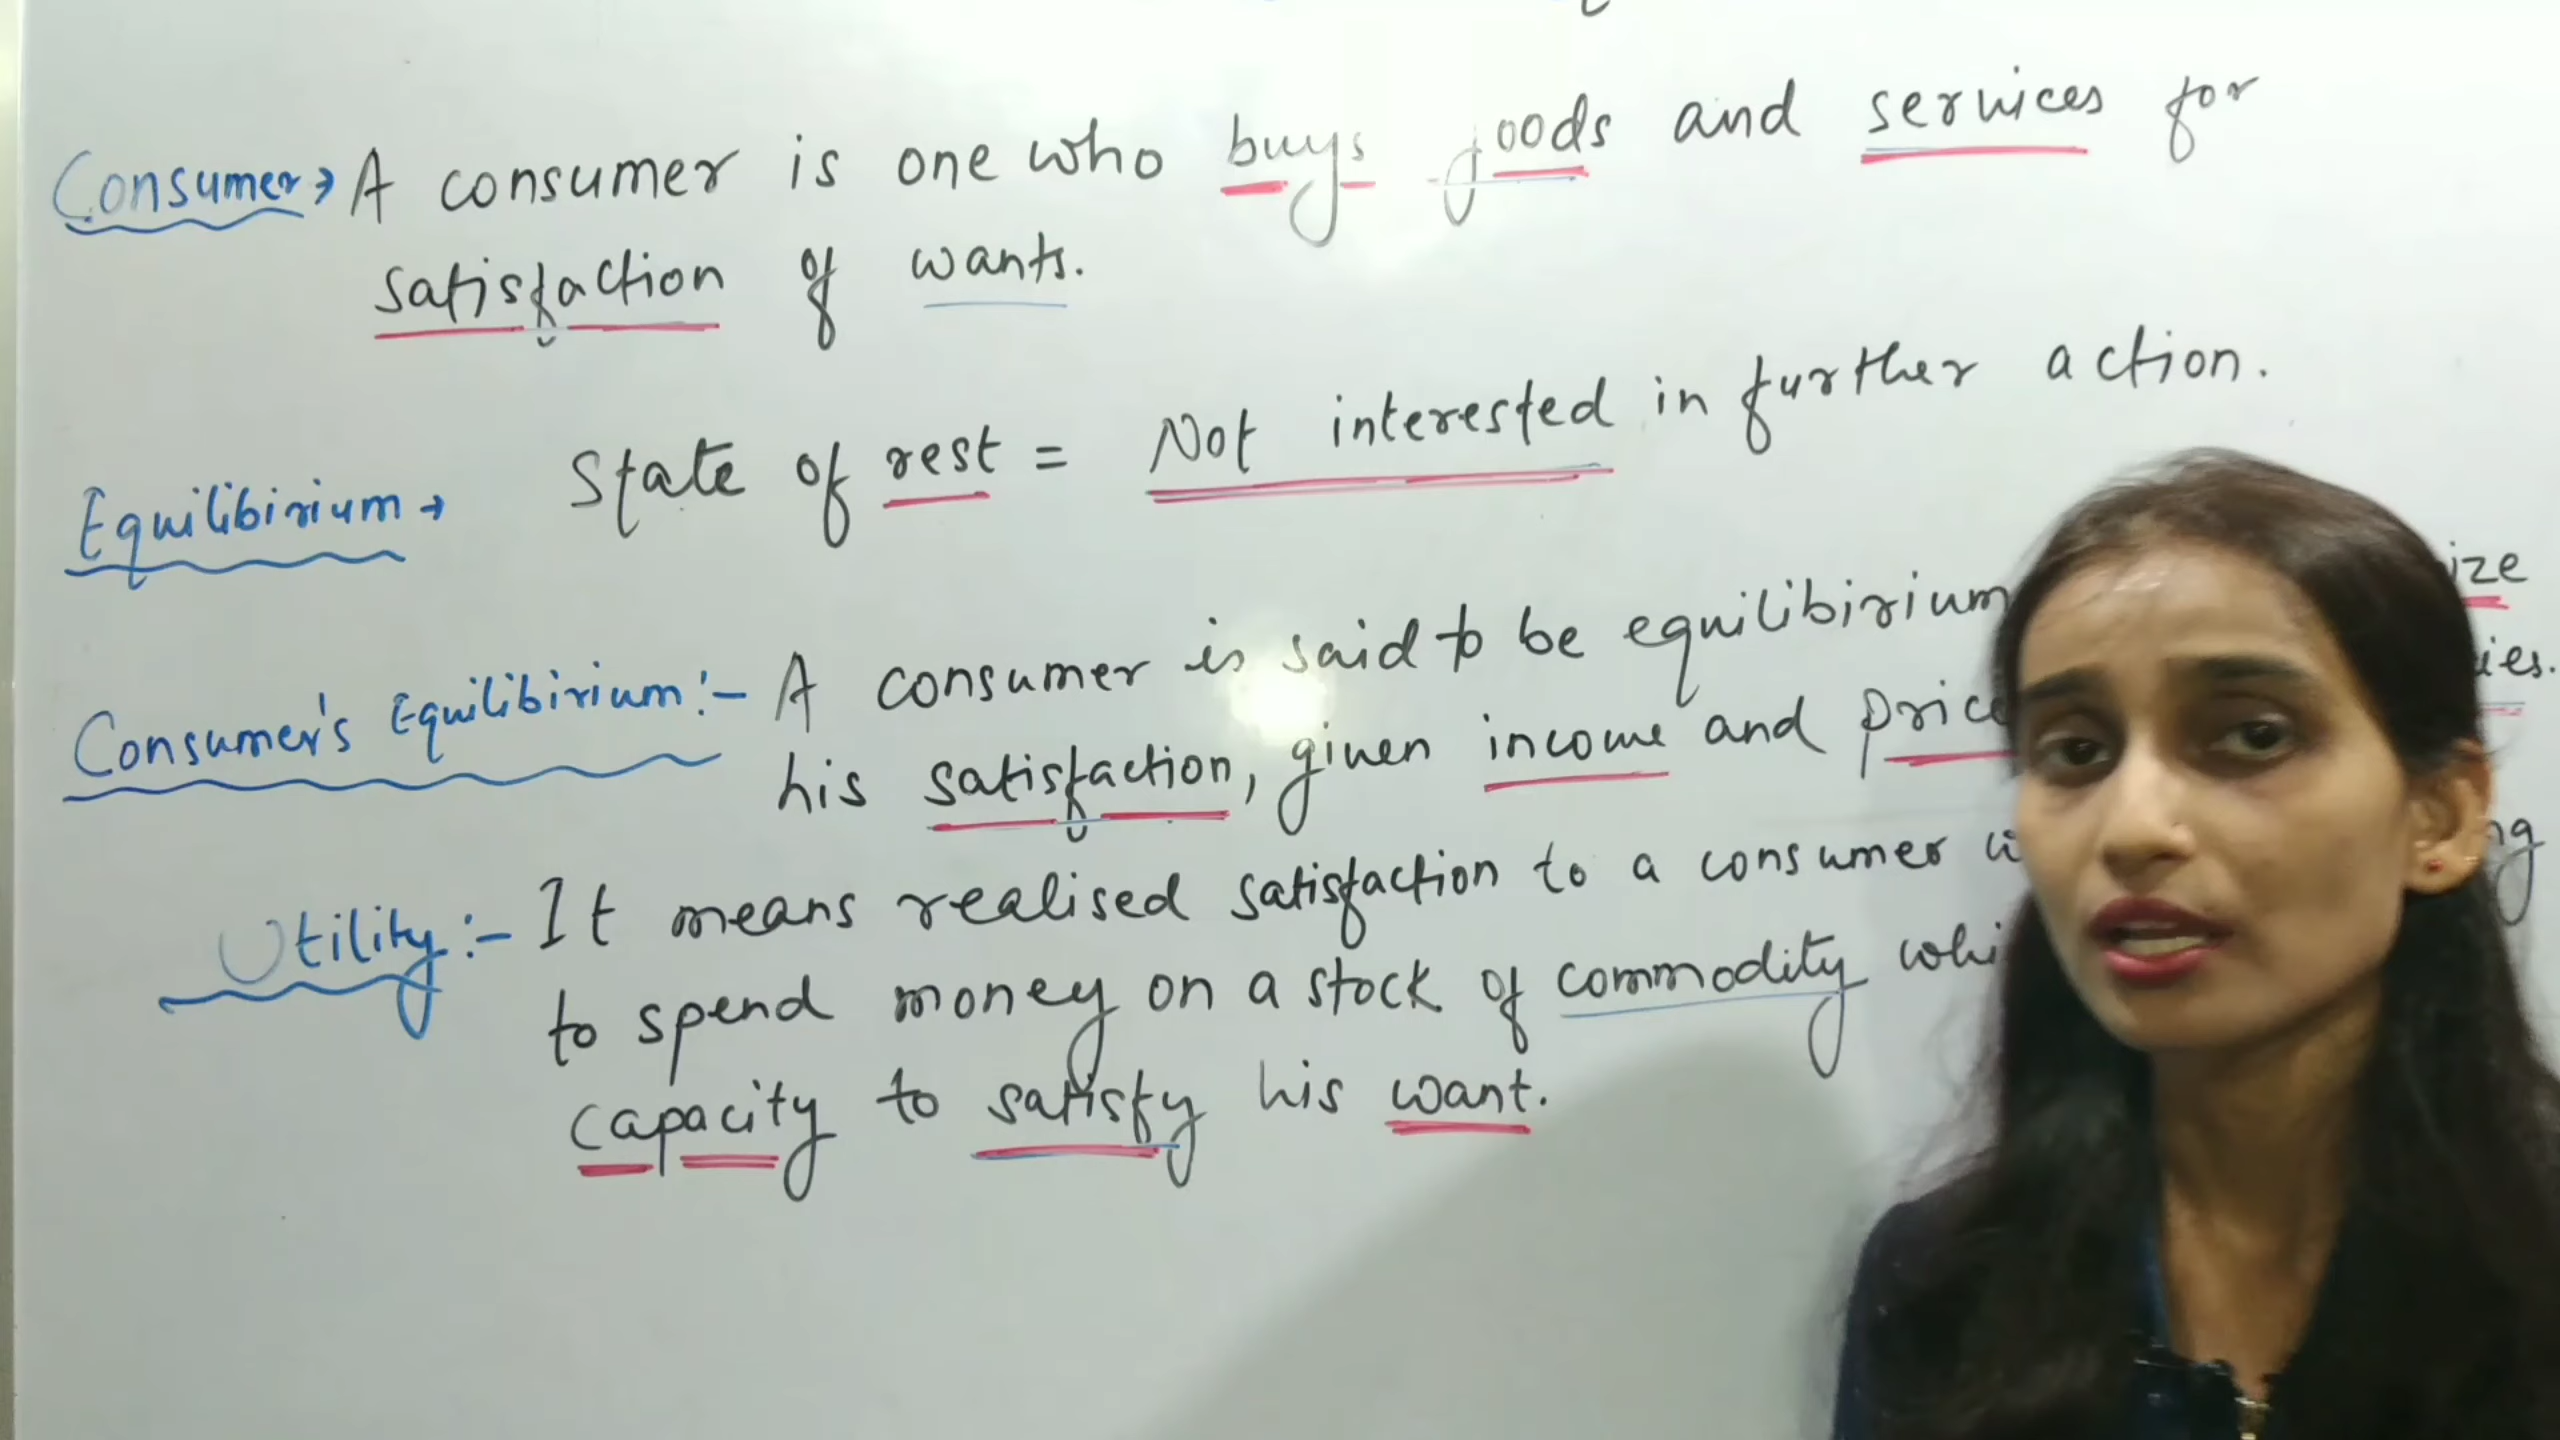 Consumer → A consumer is one who buys goods and services for
satisfaction of wants.
Equilibirium → State of rest = Not interested in further action.
Consumer's Equilibirium :- A consumer is said to be equilibirium
his satisfaction, given income and price
Utility :- It means realised satisfaction to a consumer
to spend money on a stock of commodity
capacity to satisfy his want.